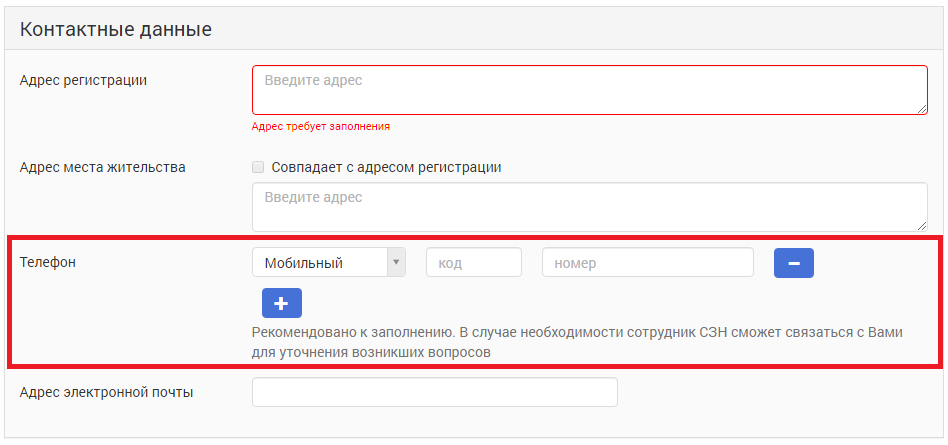 Контактные данные
Адрес регистрации
Введите адрес
Адрес требует заполнения
Адрес места жительства
Совпадает с адресом регистрации
Введите адрес
Телефон
Мобильный
код
номер
Рекомендовано к заполнению. В случае необходимости сотрудник СЗН сможет связаться с Вами
для уточнения возникших вопросов
Адрес электронной почты